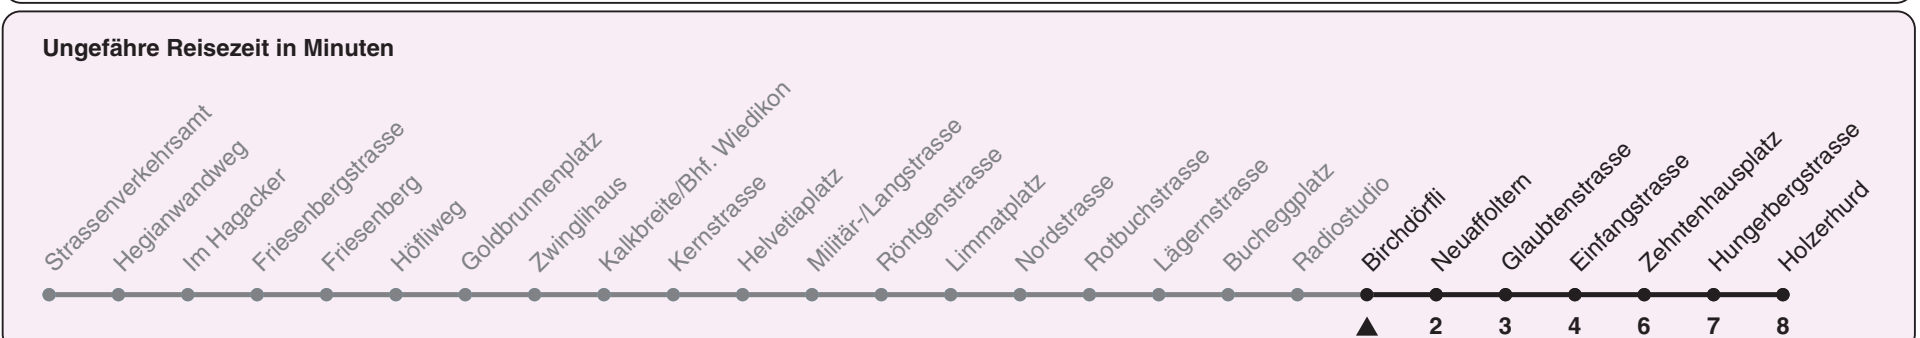 Ungefähre Reisezeit in Minuten
Strassenverkehrsamt
Hegianwandweg
Im Hagacker
Friesenbergstrasse
Friesenberg
Höfliweg
Goldbrunnenplatz
Zwinglihaus
Kalkbreite/Bhf. Wiedikon
Kernstrasse
Helvetiaplatz
Militär-/Langstrasse
Röntgenstrasse
Limmatplatz
Nordstrasse
Rotbuchstrasse
Lägernstrasse
Bucheggplatz
Radiostudio
Birchdörfli
Neuaffoltern
Glaubtenstrasse
Einfangstrasse
Zehntenhausplatz
Hungerbergstrasse
Holzerhurd
2 3 4 6 7 8